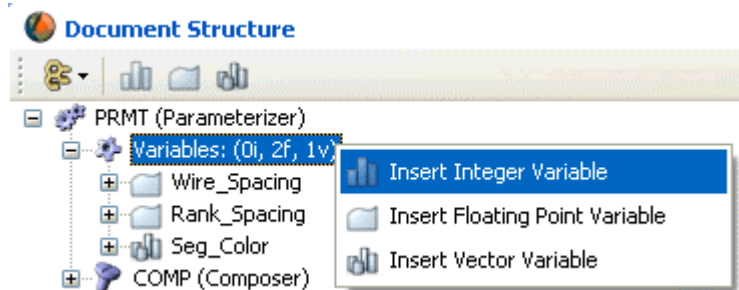 Document Structure
PRMT (Parameterizer)
Variables: (0i, 2f, 1v)
Insert Integer Variable
Wire_Spacing
Rank_Spacing
Insert Floating Point Variable
Seg_Color
Insert Vector Variable
COMP (Composer)